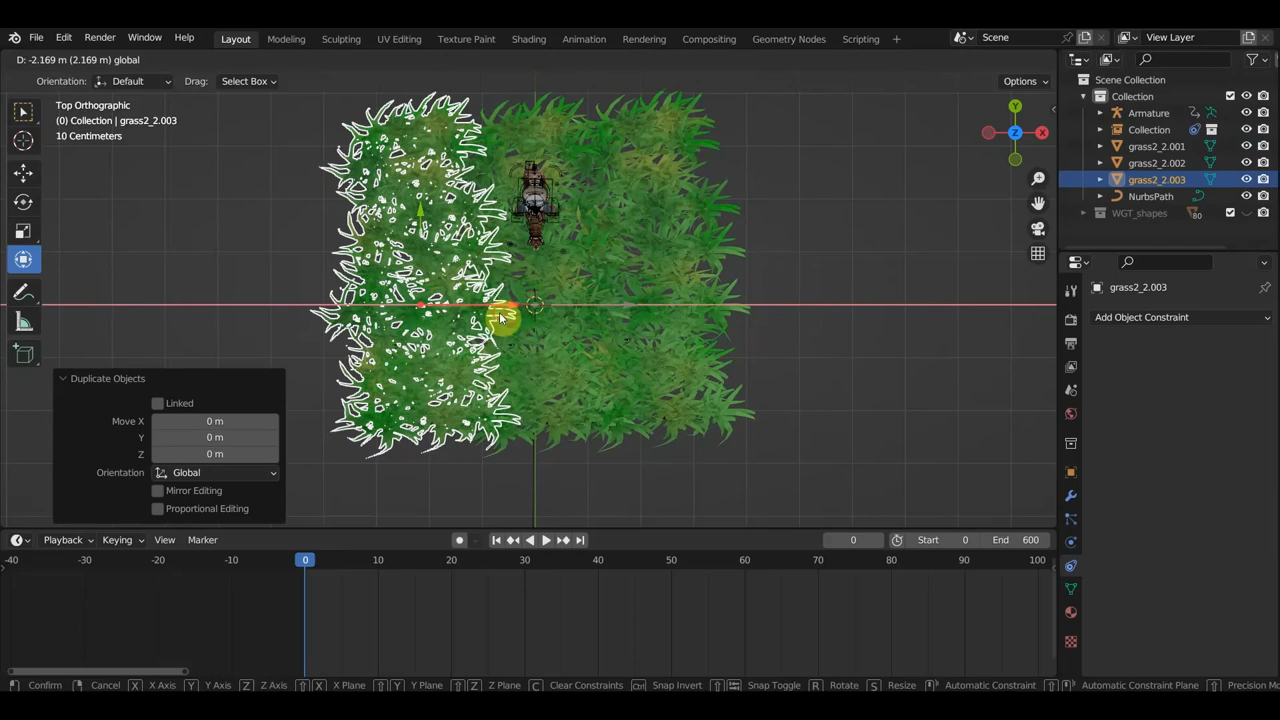 File Edit Render Window Help Layout Modeling Sculpting UV Editing Texture Paint Shading Animation Rendering Compositing Geometry Nodes Scripting + Scene View Layer
D: -2.169 m (2.169 m) global
Orientation: Default Drag: Select Box Options
Top Orthographic
(0) Collection | grass2_2.003
10 Centimeters
Y
Z
X
Scene Collection
Collection
Armature
Collection
grass2_2.001
grass2_2.002
grass2_2.003
NurbsPath
WGT_shapes 80
grass2_2.003
Add Object Constraint
Duplicate Objects
Linked
Move X 0 m
Y 0 m
Z 0 m
Orientation Global
Mirror Editing
Proportional Editing
Playback Keying View Marker 0 Start 0 End 600
-40 -30 -20 -10 0 10 20 30 40 50 60 70 80 90 100
Confirm Cancel X X Axis Y Y Axis Z Z Axis X X Plane Y Y Plane Z Z Plane C Clear Constraints Ctrl Snap Invert Snap Toggle R Rotate S Resize Automatic Constraint Automatic Constraint Plane Precision Mo